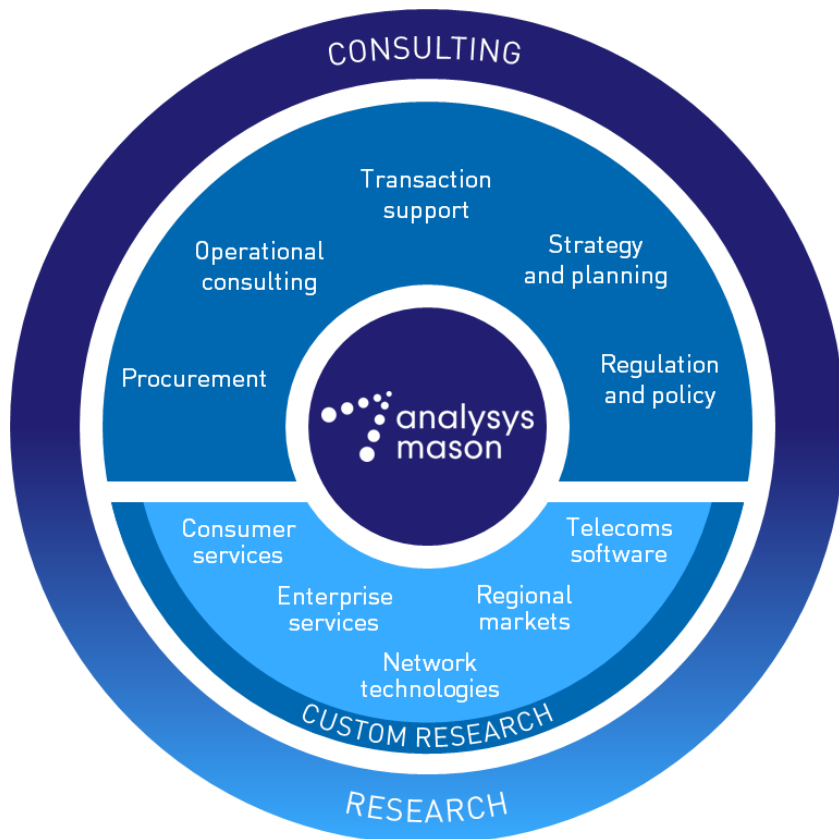 CONSULTING
Transaction
support
Operational
consulting
Strategy
and planning
Procurement
Regulation
and policy
analysys
mason
Consumer
services
Telecoms
software
Enterprise
services
Regional
markets
Network
technologies
CUSTOM RESEARCH
RESEARCH